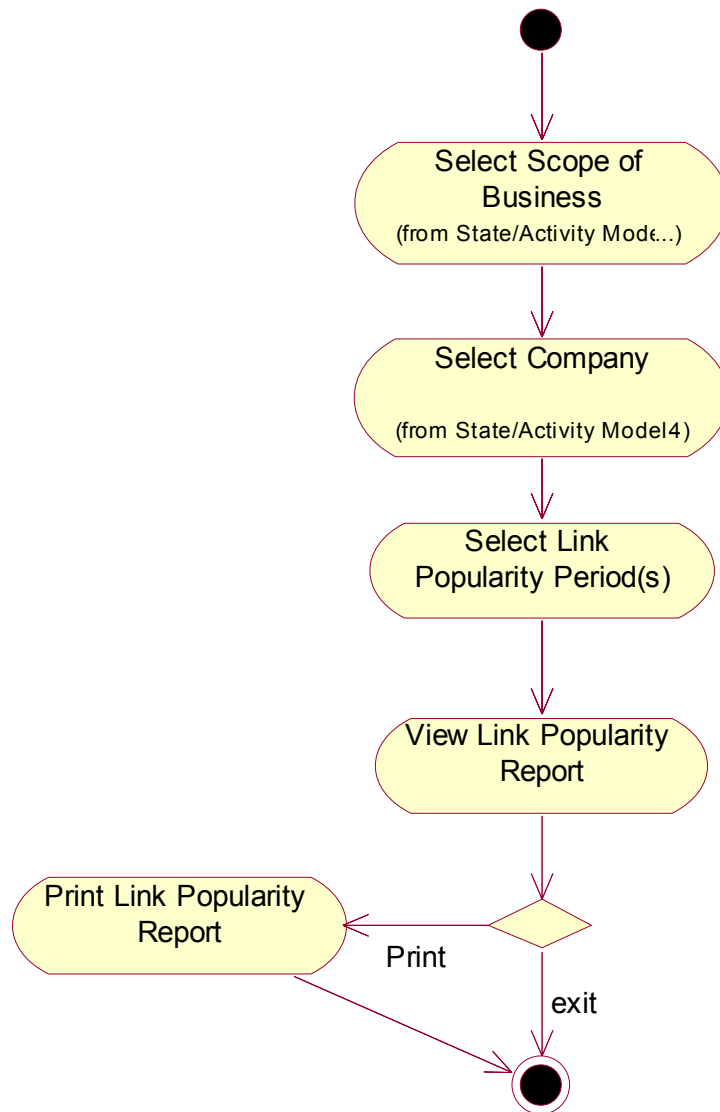 Select Scope of
Business
(from State/Activity Mode...)
Select Company
(from State/Activity Model4)
Select Link
Popularity Period(s)
View Link Popularity
Report
Print Link Popularity
Report
Print
exit